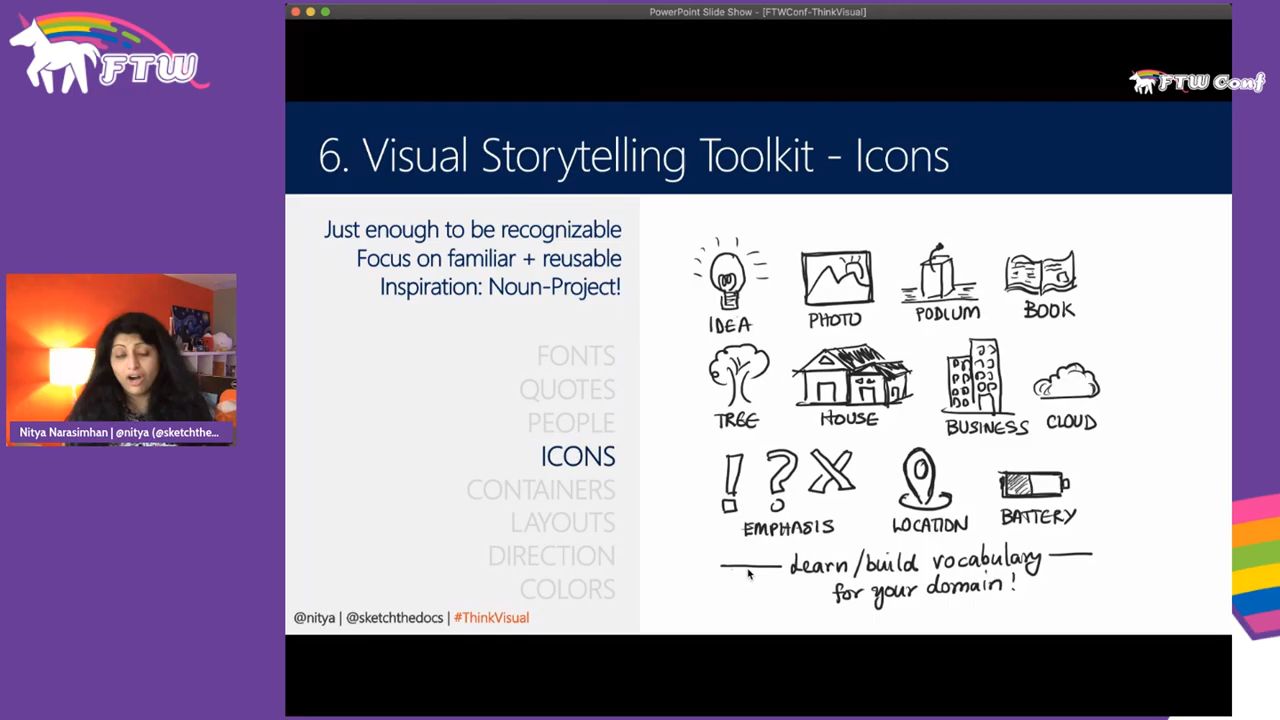 PowerPoint Slide Show - [FTWConf-ThinkVisual]
FTW
FTW Conf
6. Visual Storytelling Toolkit - Icons
Just enough to be recognizable
Focus on familiar + reusable
Inspiration: Noun-Project!
FONTS
QUOTES
PEOPLE
ICONS
CONTAINERS
LAYOUTS
DIRECTION
COLORS
@nitya | @sketchthedocs | #ThinkVisual
IDEA
PHOTO
PODIUM
BOOK
TREE
HOUSE
BUSINESS
CLOUD
! ? X
EMPHASIS
LOCATION
BATTERY
Learn/build vocabulary
for your domain!
Nitya Narasimhan | @nitya (@sketchthe...